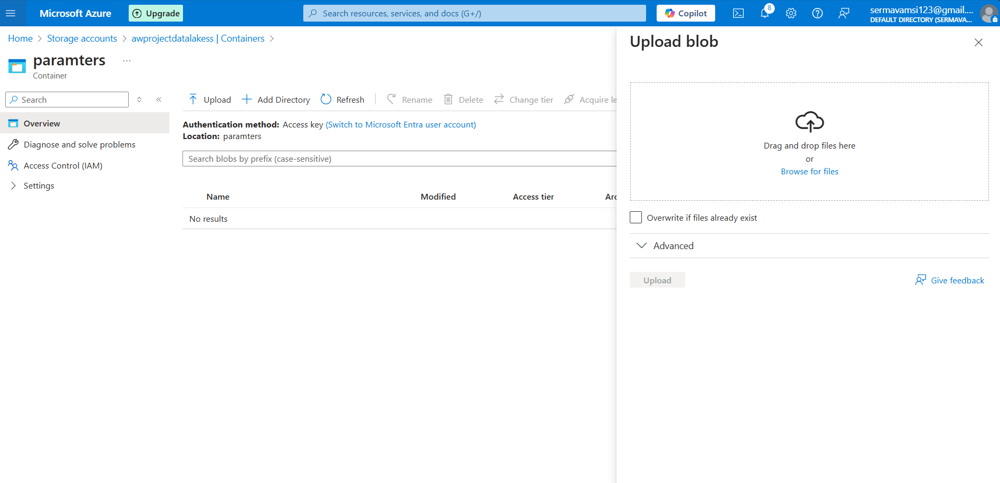 Microsoft Azure
Upgrade
Search resources, services, and docs (G+/)
Copilot
8
sermavamsi123@gmail....
DEFAULT DIRECTORY (SERMAVA...
Home > Storage accounts > awprojectdatalakess | Containers >
paramters ...
Container
Search
Overview
Diagnose and solve problems
Access Control (IAM)
Settings
Upload Add Directory Refresh Rename Delete Change tier Acquire le
Authentication method: Access key (Switch to Microsoft Entra user account)
Location: paramters
Search blobs by prefix (case-sensitive)
Name Modified Access tier Arc
No results
Upload blob
Drag and drop files here
or
Browse for files
Overwrite if files already exist
Advanced
Upload
Give feedback